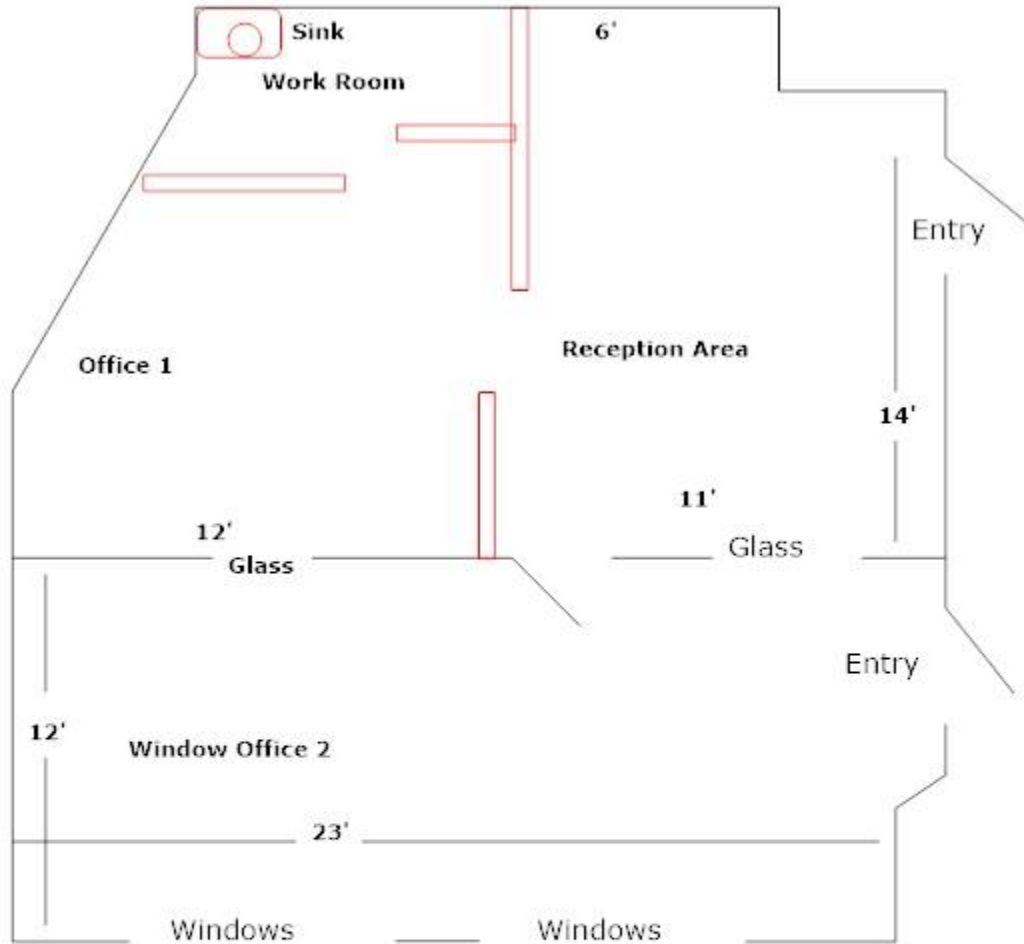 Sink
6'
Work Room
Entry
Reception Area
Office 1
14'
11'
12'
Glass
Glass
Entry
12'
Window Office 2
23'
Windows
Windows